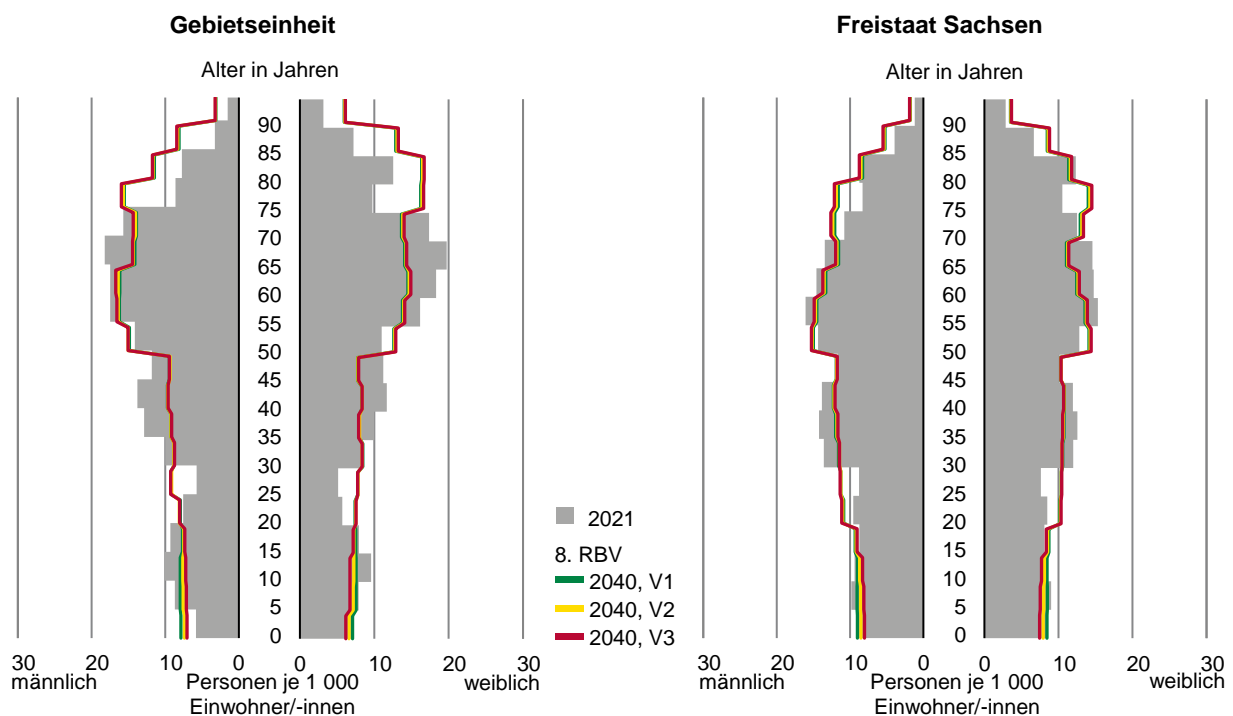 Gebietseinheit
Alter in Jahren
90
85
80
75
70
65
60
55
50
45
40
35
30
25
20
15
10
5
0
30 20 10 0 0 10 20 30
männlich Personen je 1 000 weiblich
Einwohner/-innen
2021
8. RBV
2040, V1
2040, V2
2040, V3
Freistaat Sachsen
Alter in Jahren
90
85
80
75
70
65
60
55
50
45
40
35
30
25
20
15
10
5
0
30 20 10 0 0 10 20 30
männlich Personen je 1 000 weiblich
Einwohner/-innen